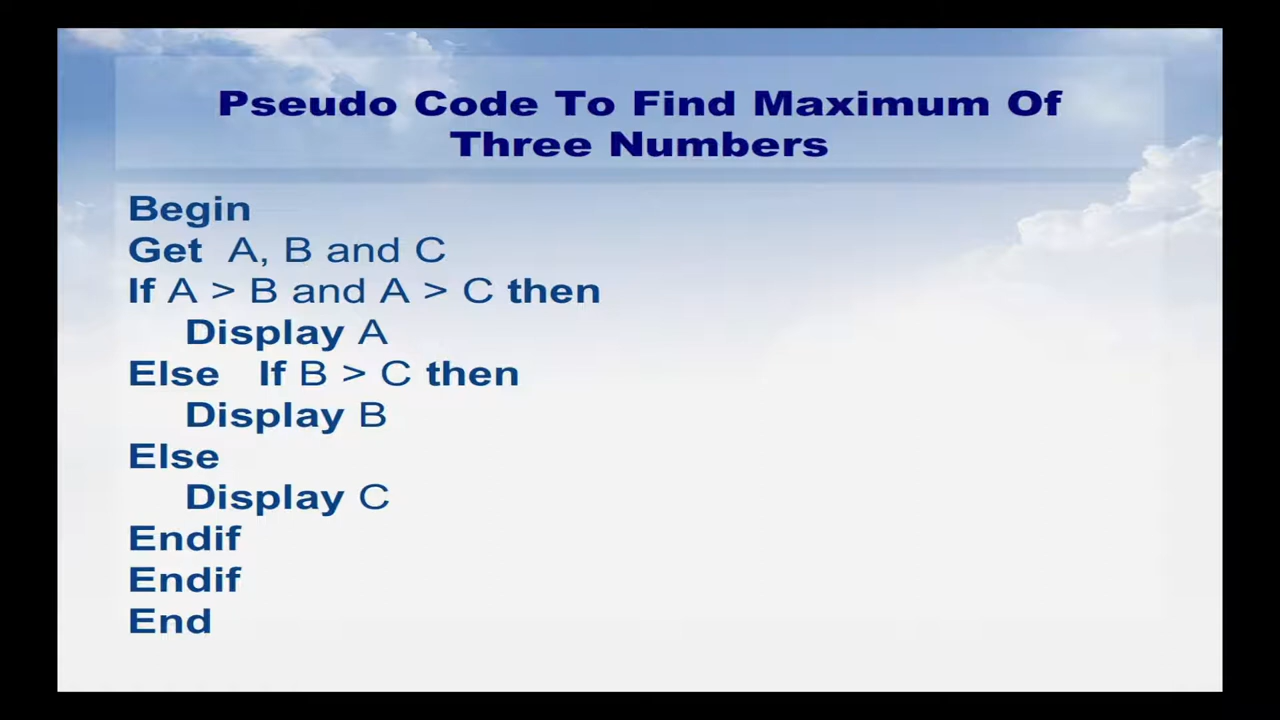 Pseudo Code To Find Maximum Of
Three Numbers
Begin
Get A, B and C
If A > B and A > C then
Display A
Else If B > C then
Display B
Else
Display C
Endif
Endif
End